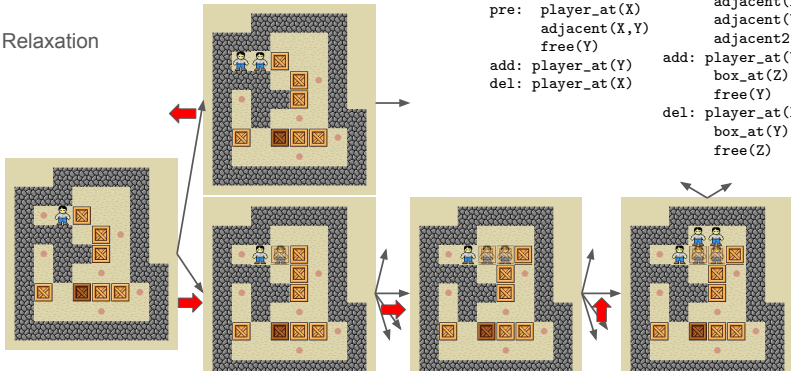 Relaxation
pre: player_at(X)
adjacent(X,Y)
free(Y)
add: player_at(Y)
del: player_at(X)
adjacent(
adjacent(
adjacent2
add: player_at(
box_at(Z)
free(Y)
del: player_at(
box_at(Y)
free(Z)